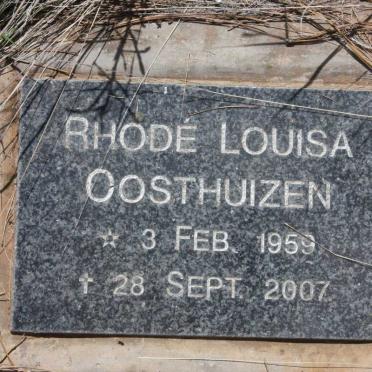 RHODE LOUISA
OOSTHUIZEN
☆ 3 FEB. 1959
✝ 28 SEPT. 2007